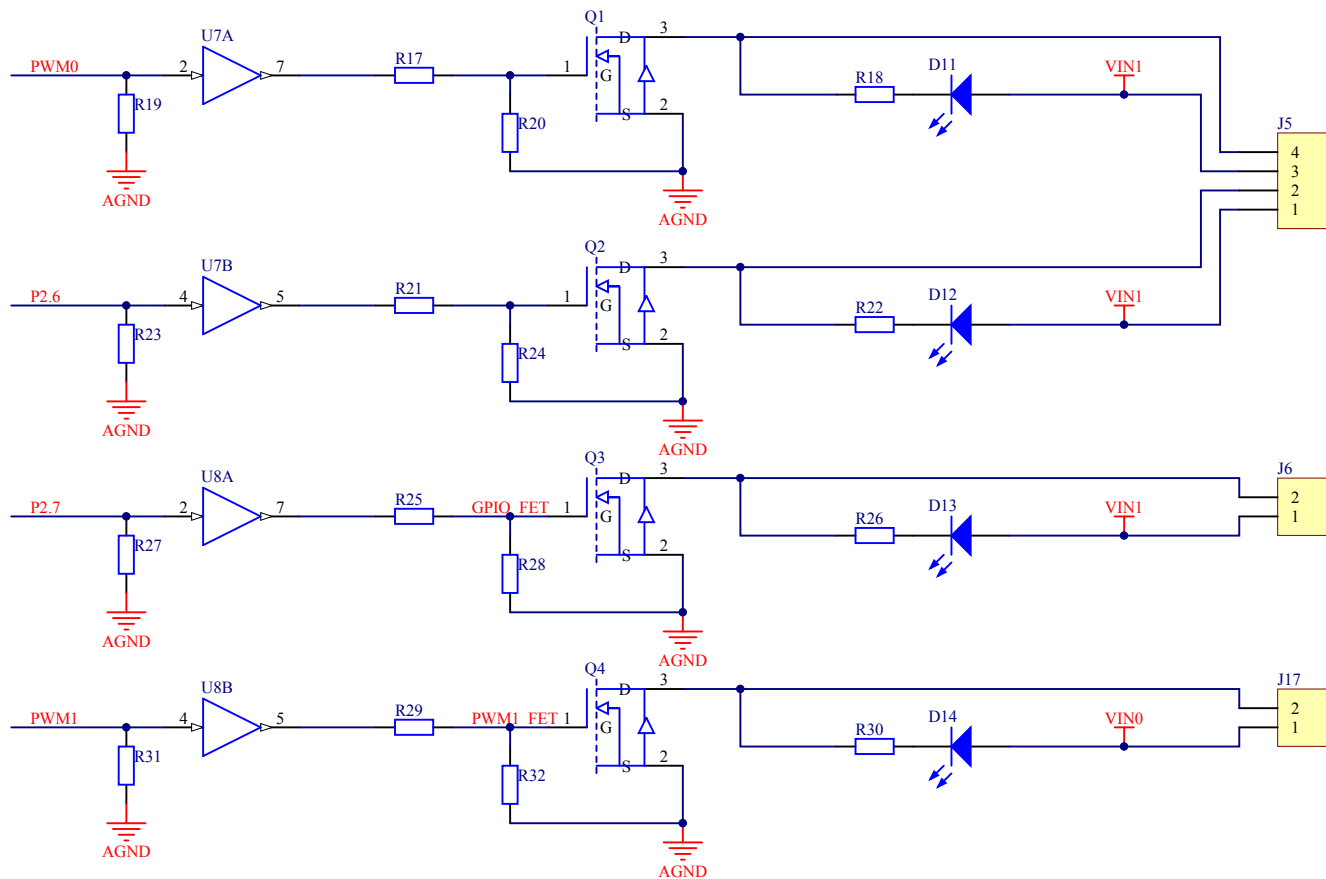 Q1
U7A
D 3
PWM0 2 7 R17 1 G R18 D11 VIN1
R19 R20 S 2
J5
4
3
2
1
AGND
AGND
Q2
U7B
D 3
P2.6 4 5 R21 1 G R22 D12 VIN1
R23 R24 S 2
AGND
AGND
Q3
U8A
D 3
J6
2
1
P2.7 2 7 R25 GPIO_FET 1 G R26 D13 VIN1
R27 R28 S 2
AGND
AGND
Q4
U8B
D 3
J17
2
1
PWM1 4 5 R29 PWM1_FET 1 G R30 D14 VIN0
R31 R32 S 2
AGND
AGND